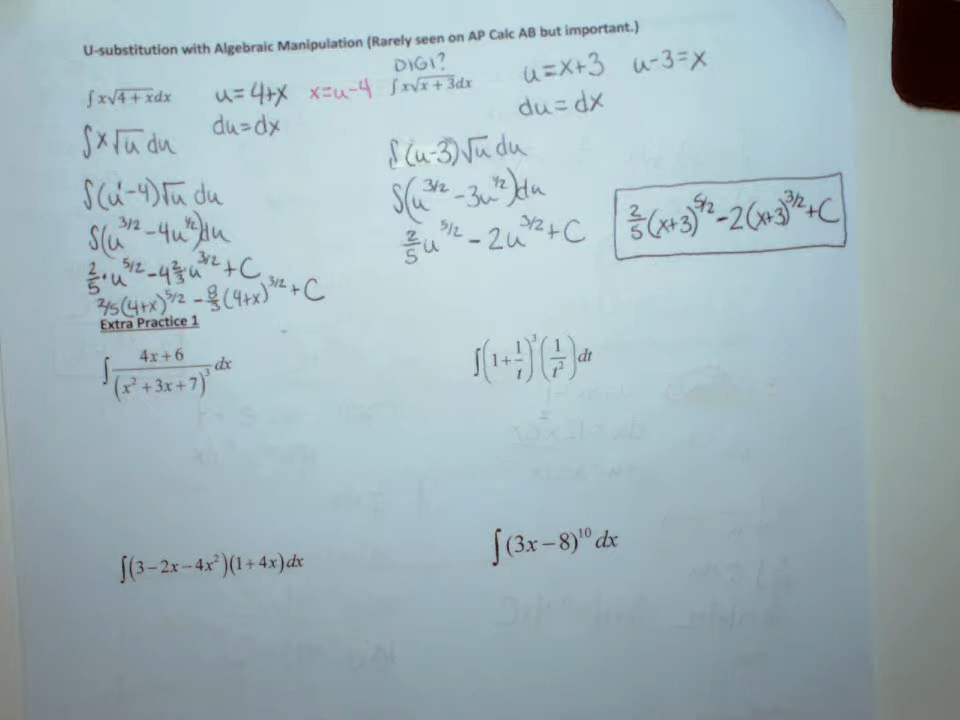 U-substitution with Algebraic Manipulation (Rarely seen on AP Calc AB but important.)
DIGI?
∫x√(4+x)dx
u=4+x x=u-4
du=dx
∫x√u du
∫(u-4)√u du
∫(u^3/2-4u^1/2)du
2/5·u^5/2-4 2/3 u^3/2+C
2/5(4+x)^5/2-8/3(4+x)^3/2+C
∫x√(x+3)dx
u=x+3 u-3=x
du=dx
∫(u-3)√u du
∫(u^3/2-3u^1/2)du
2/5 u^5/2-2u^3/2+C
2/5(x+3)^5/2-2(x+3)^3/2+C
Extra Practice 1
∫(4x+6)/(x²+3x+7)³ dx
∫(1+1/t)³(1/t²)dt
∫(3-2x-4x²)(1+4x)dx
∫(3x-8)¹⁰ dx